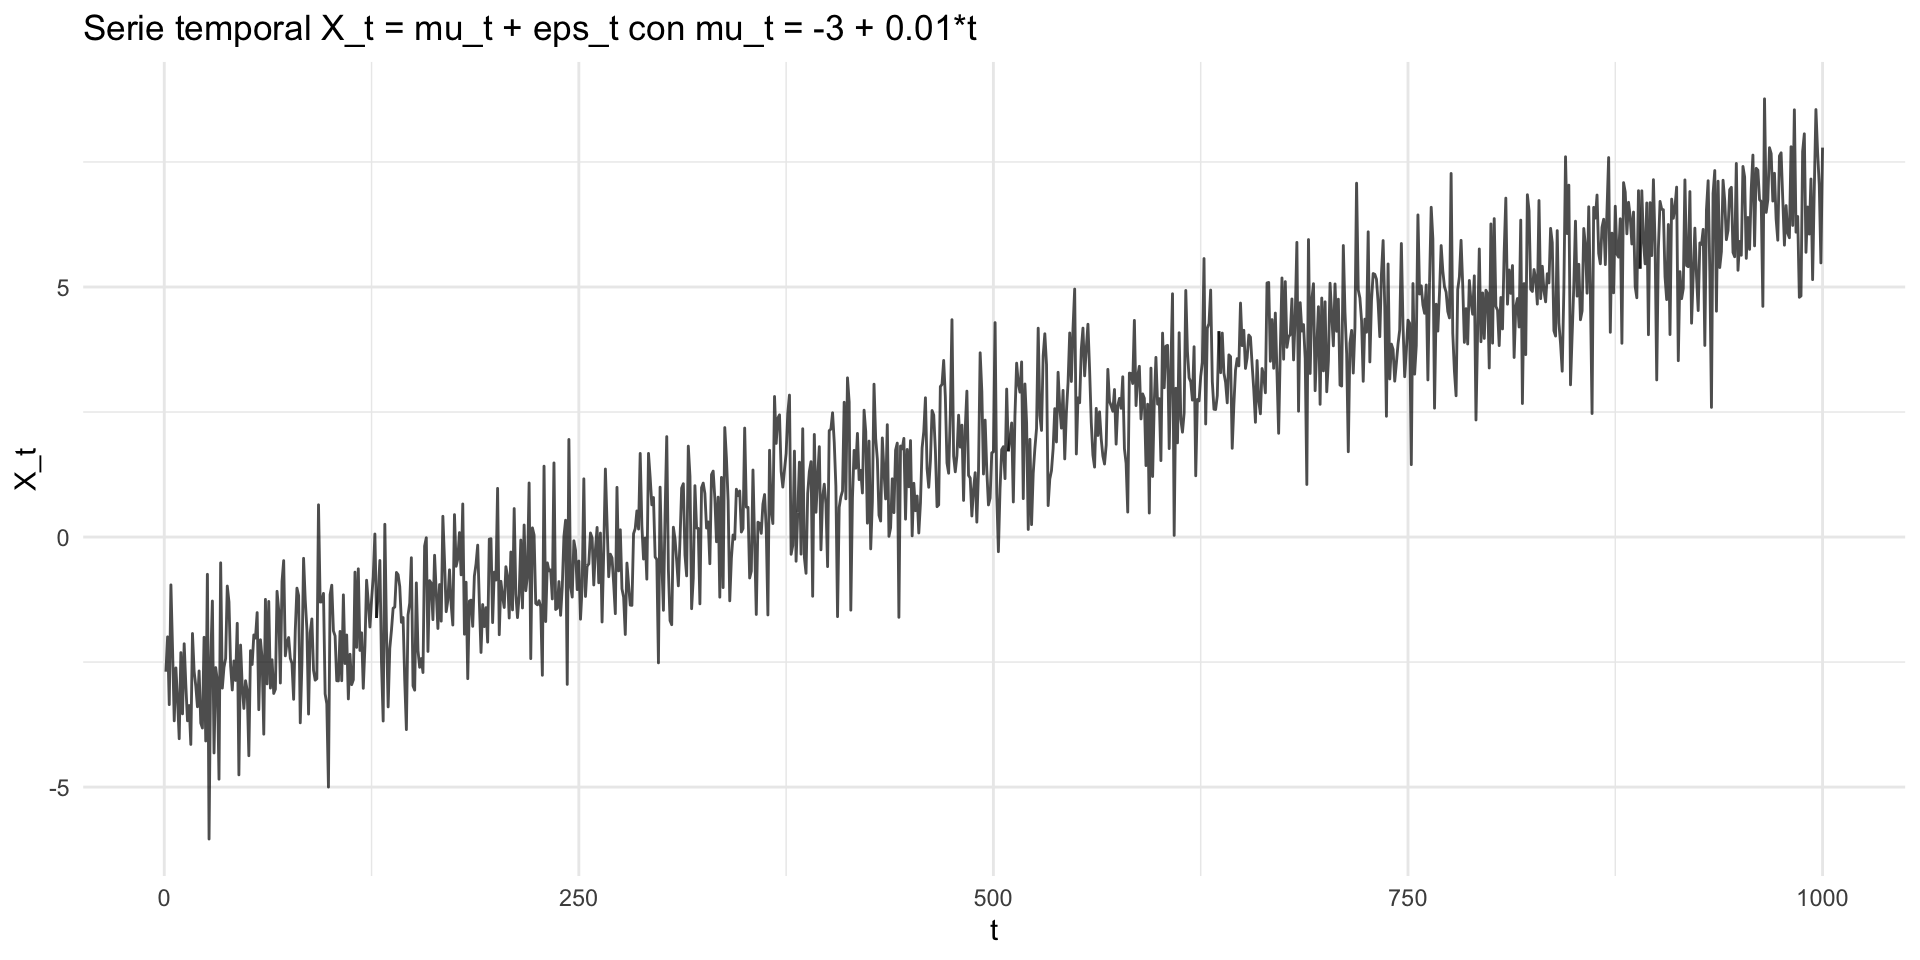 Serie temporal X_t = mu_t + eps_t con mu_t = -3 + 0.01*t
X_t
5
0
-5
0 250 500 750 1000
t